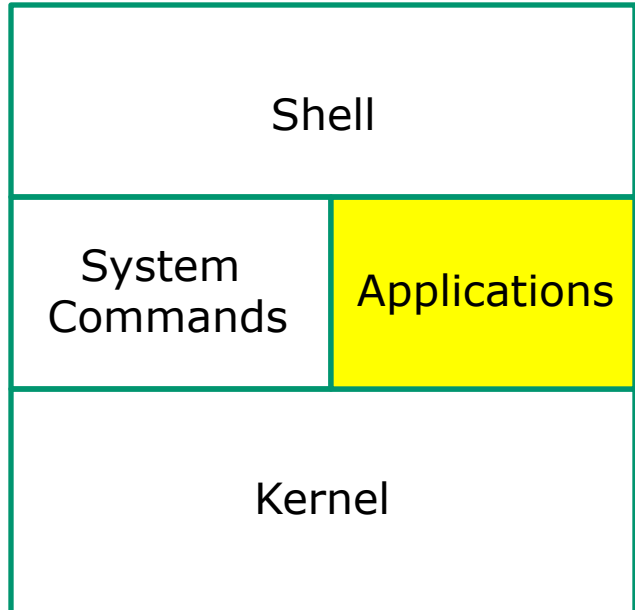 Shell
System
Commands
Applications
Kernel